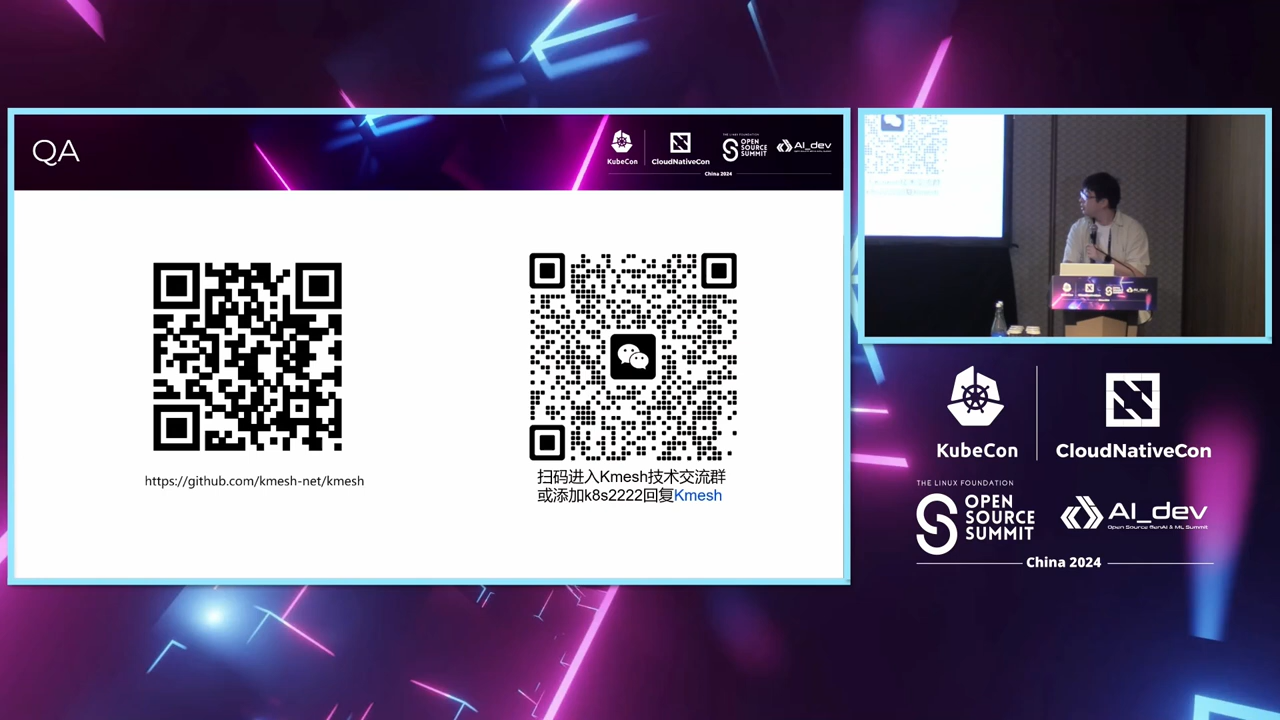 QA
KubeCon
CloudNativeCon
THE LINUX FOUNDATION
OPEN
SOURCE
SUMMIT
AI_dev
China 2024
https://github.com/kmesh-net/kmesh
扫码进入Kmesh技术交流群
或添加k8s2222回复Kmesh
KubeCon
CloudNativeCon
THE LINUX FOUNDATION
OPEN
SOURCE
SUMMIT
AI_dev
Open Source GenAI & ML Summit
China 2024